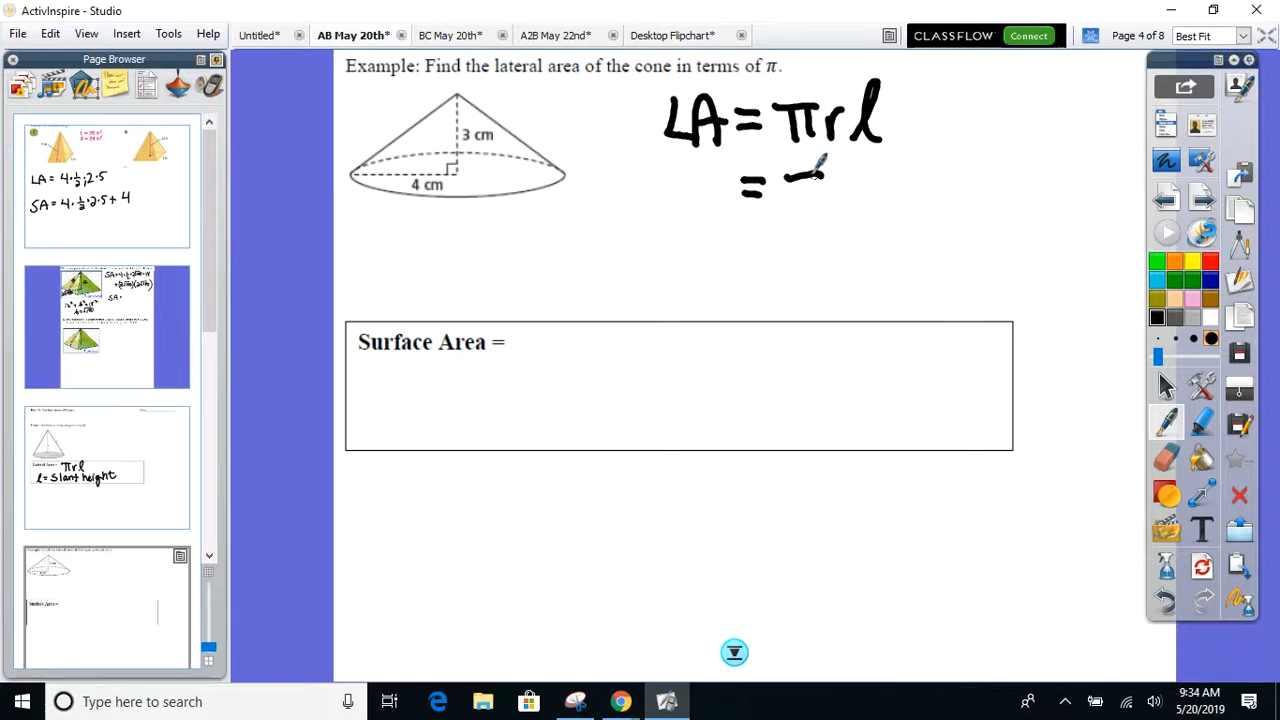 ActivInspire - Studio
File Edit View Insert Tools Help
Untitled* AB May 20th* BC May 20th* A2B May 22nd* Desktop Flipchart*
CLASSFLOW Connect
Page 4 of 8 Best Fit
Page Browser
LA = 4·½·2·5
SA = 4·½·2·5 + 4
l = slant height
πrl
Example: Find the lateral area of the cone in terms of π.
3 cm
4 cm
LA = πrl
=
Surface Area =
Type here to search
9:34 AM
5/20/2019